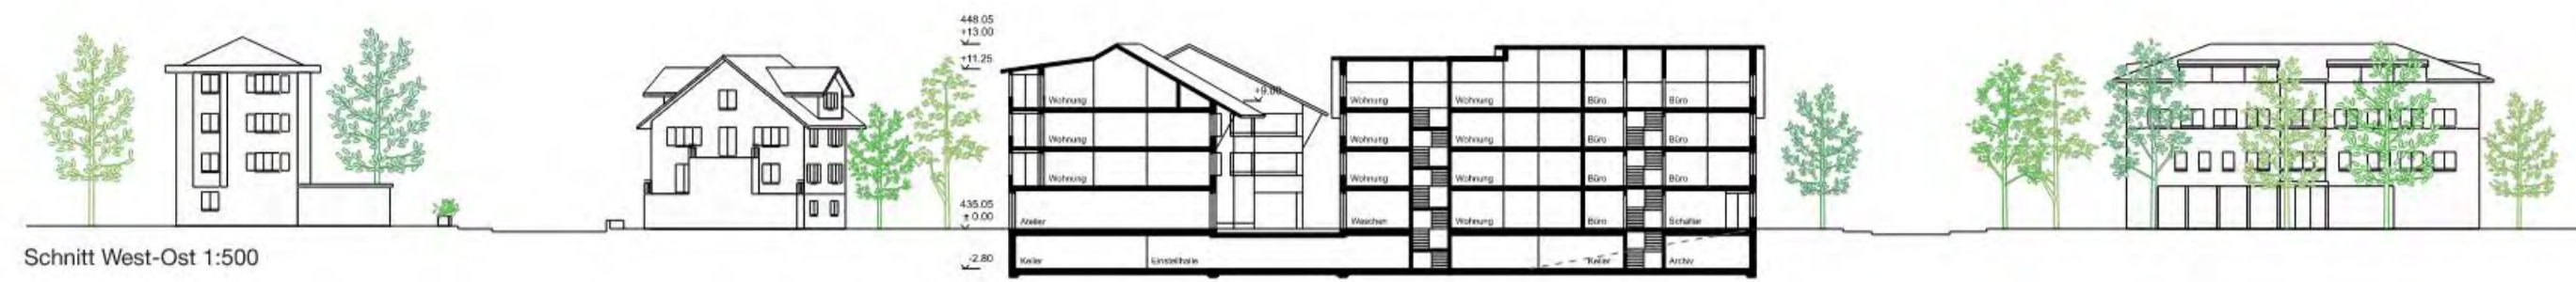 448.05
+13.00
+11.25
+9.00
Wohnung
Wohnung
Wohnung
Büro
Büro
Wohnung
Wohnung
Wohnung
Büro
Büro
Wohnung
Wohnung
Wohnung
Büro
Büro
435.05
± 0.00
Atelier
Waschen
Wohnung
Büro
Schalter
-2.80
Keller
Einstellhalle
Keller
Archiv
Schnitt West-Ost 1:500